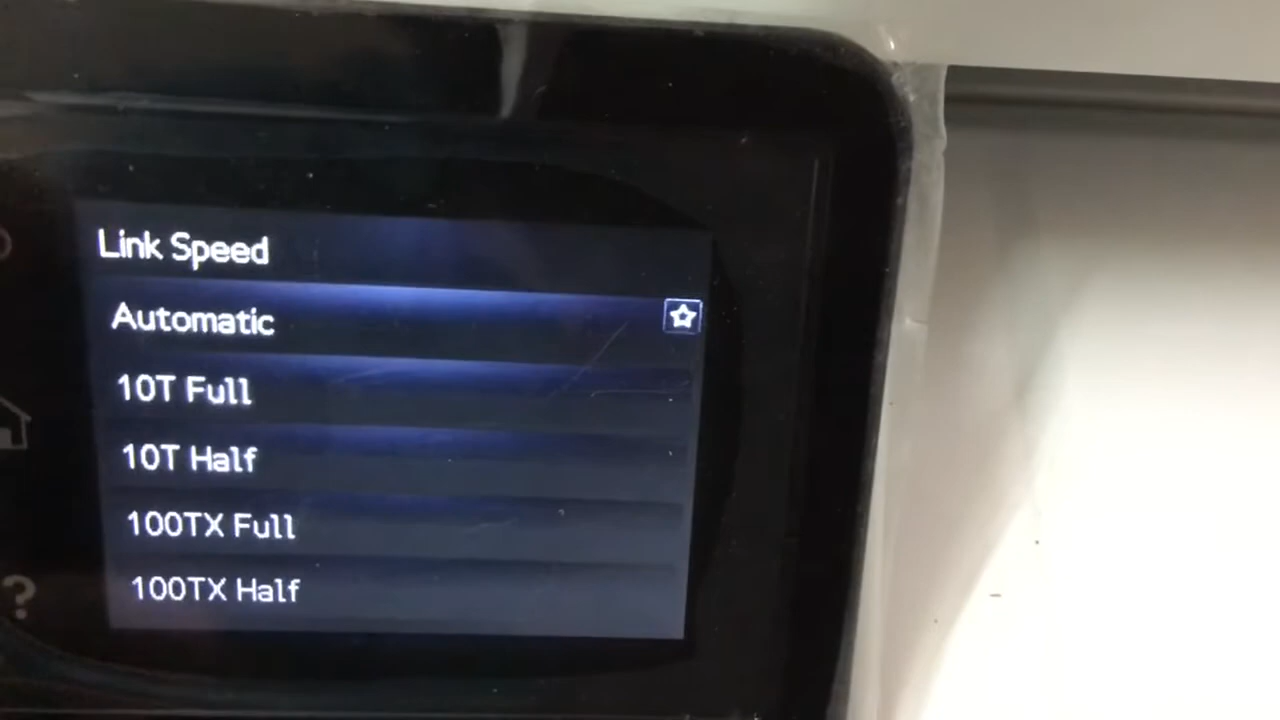 Link Speed
Automatic
10T Full
10T Half
100TX Full
100TX Half
?